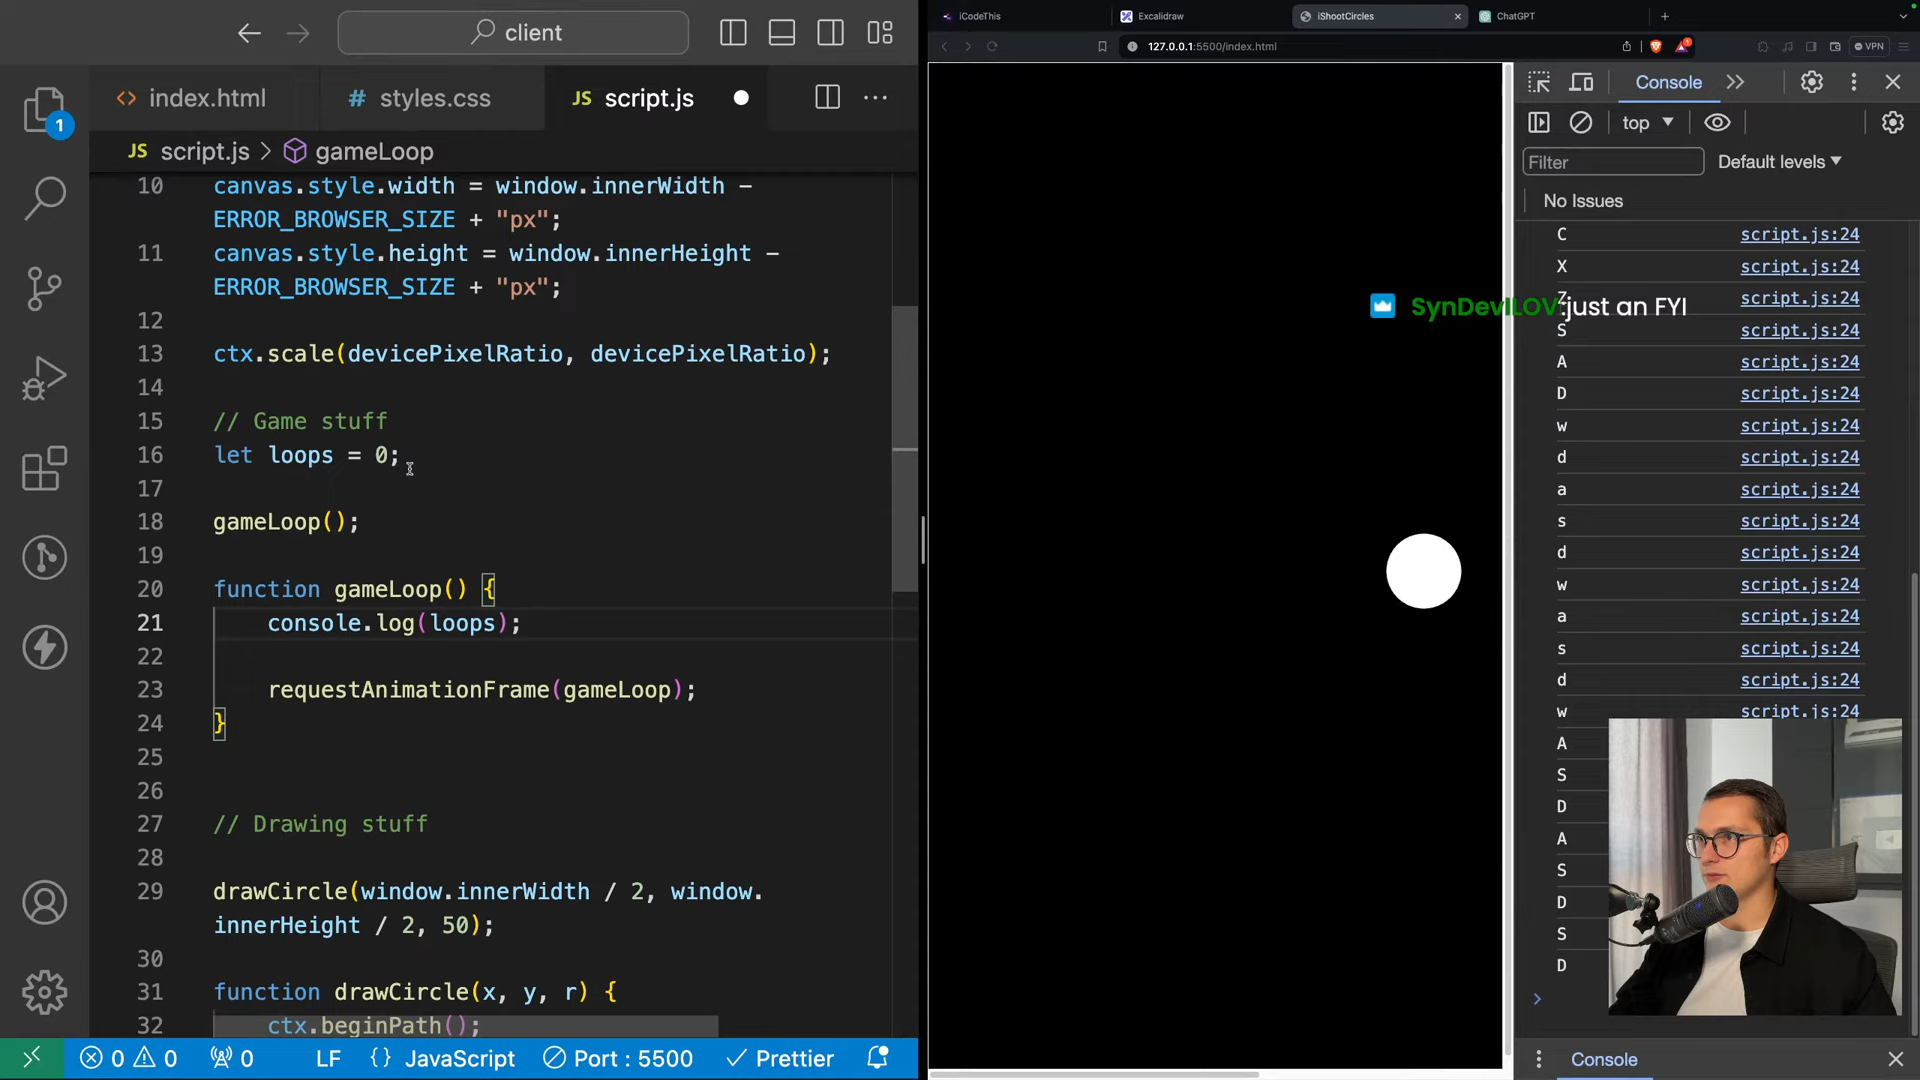 client
iCodeThis
Excalidraw
iShootCircles
ChatGPT
127.0.0.1:5500/index.html
VPN
1
index.html
# styles.css
JS script.js
JS script.js > gameLoop
10 canvas.style.width = window.innerWidth -
ERROR_BROWSER_SIZE + "px";
11 canvas.style.height = window.innerHeight -
ERROR_BROWSER_SIZE + "px";
12
13 ctx.scale(devicePixelRatio, devicePixelRatio);
14
15 // Game stuff
16 let loops = 0;
17
18 gameLoop();
19
20 function gameLoop() {
21 console.log(loops);
22
23 requestAnimationFrame(gameLoop);
24 }
25
26
27 // Drawing stuff
28
29 drawCircle(window.innerWidth / 2, window.
innerHeight / 2, 50);
30
31 function drawCircle(x, y, r) {
32 ctx.beginPath();
0 0 0 LF {} JavaScript Port : 5500 Prettier
Console
top
Filter
Default levels
No Issues
C script.js:24
X script.js:24
Z script.js:24
SynDevILOV:just an FYI
S script.js:24
A script.js:24
D script.js:24
w script.js:24
d script.js:24
a script.js:24
s script.js:24
d script.js:24
w script.js:24
a script.js:24
s script.js:24
d script.js:24
w script.js:24
A
S
D
A
S
D
S
D
Console